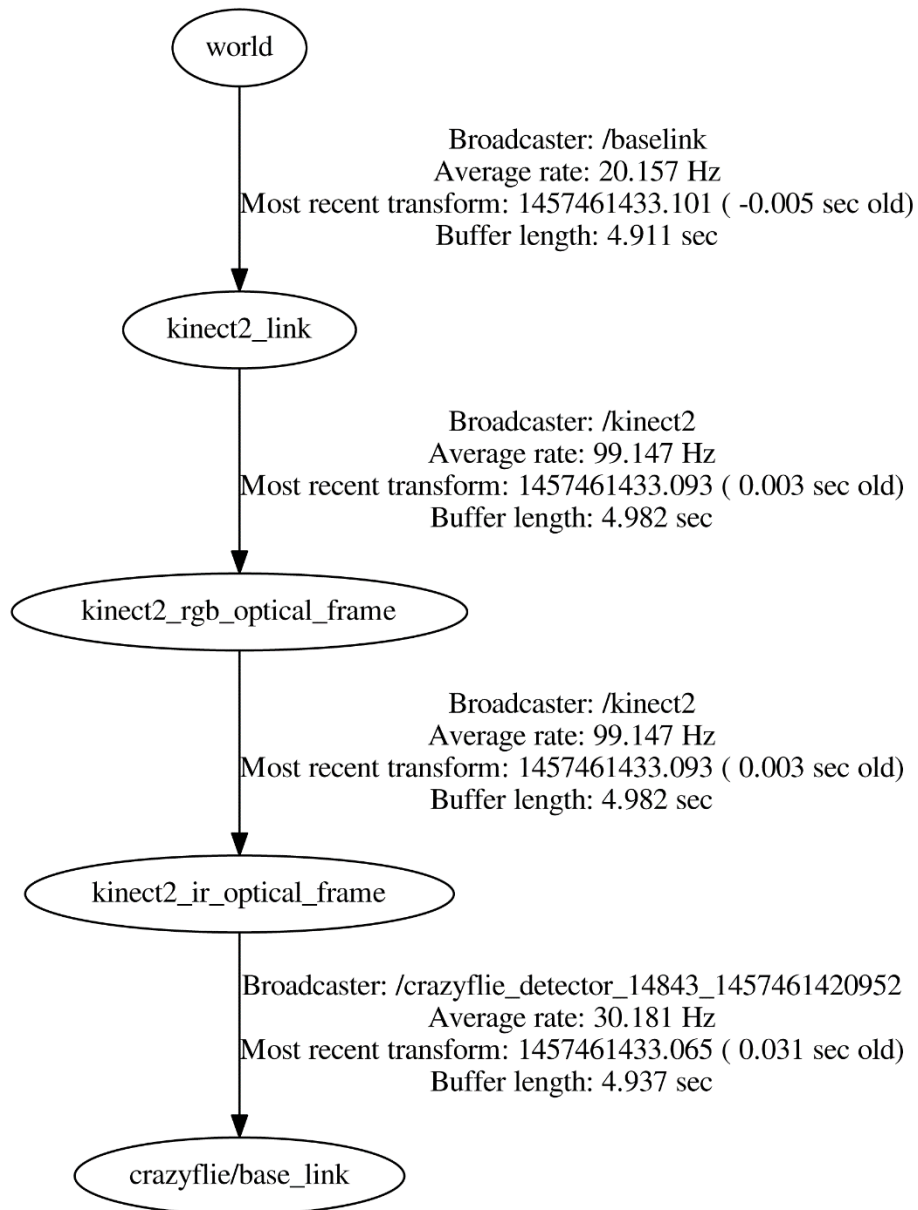 world
Broadcaster: /baselink
Average rate: 20.157 Hz
Most recent transform: 1457461433.101 ( -0.005 sec old)
Buffer length: 4.911 sec
kinect2_link
Broadcaster: /kinect2
Average rate: 99.147 Hz
Most recent transform: 1457461433.093 ( 0.003 sec old)
Buffer length: 4.982 sec
kinect2_rgb_optical_frame
Broadcaster: /kinect2
Average rate: 99.147 Hz
Most recent transform: 1457461433.093 ( 0.003 sec old)
Buffer length: 4.982 sec
kinect2_ir_optical_frame
Broadcaster: /crazyflie_detector_14843_1457461420952
Average rate: 30.181 Hz
Most recent transform: 1457461433.065 ( 0.031 sec old)
Buffer length: 4.937 sec
crazyflie/base_link